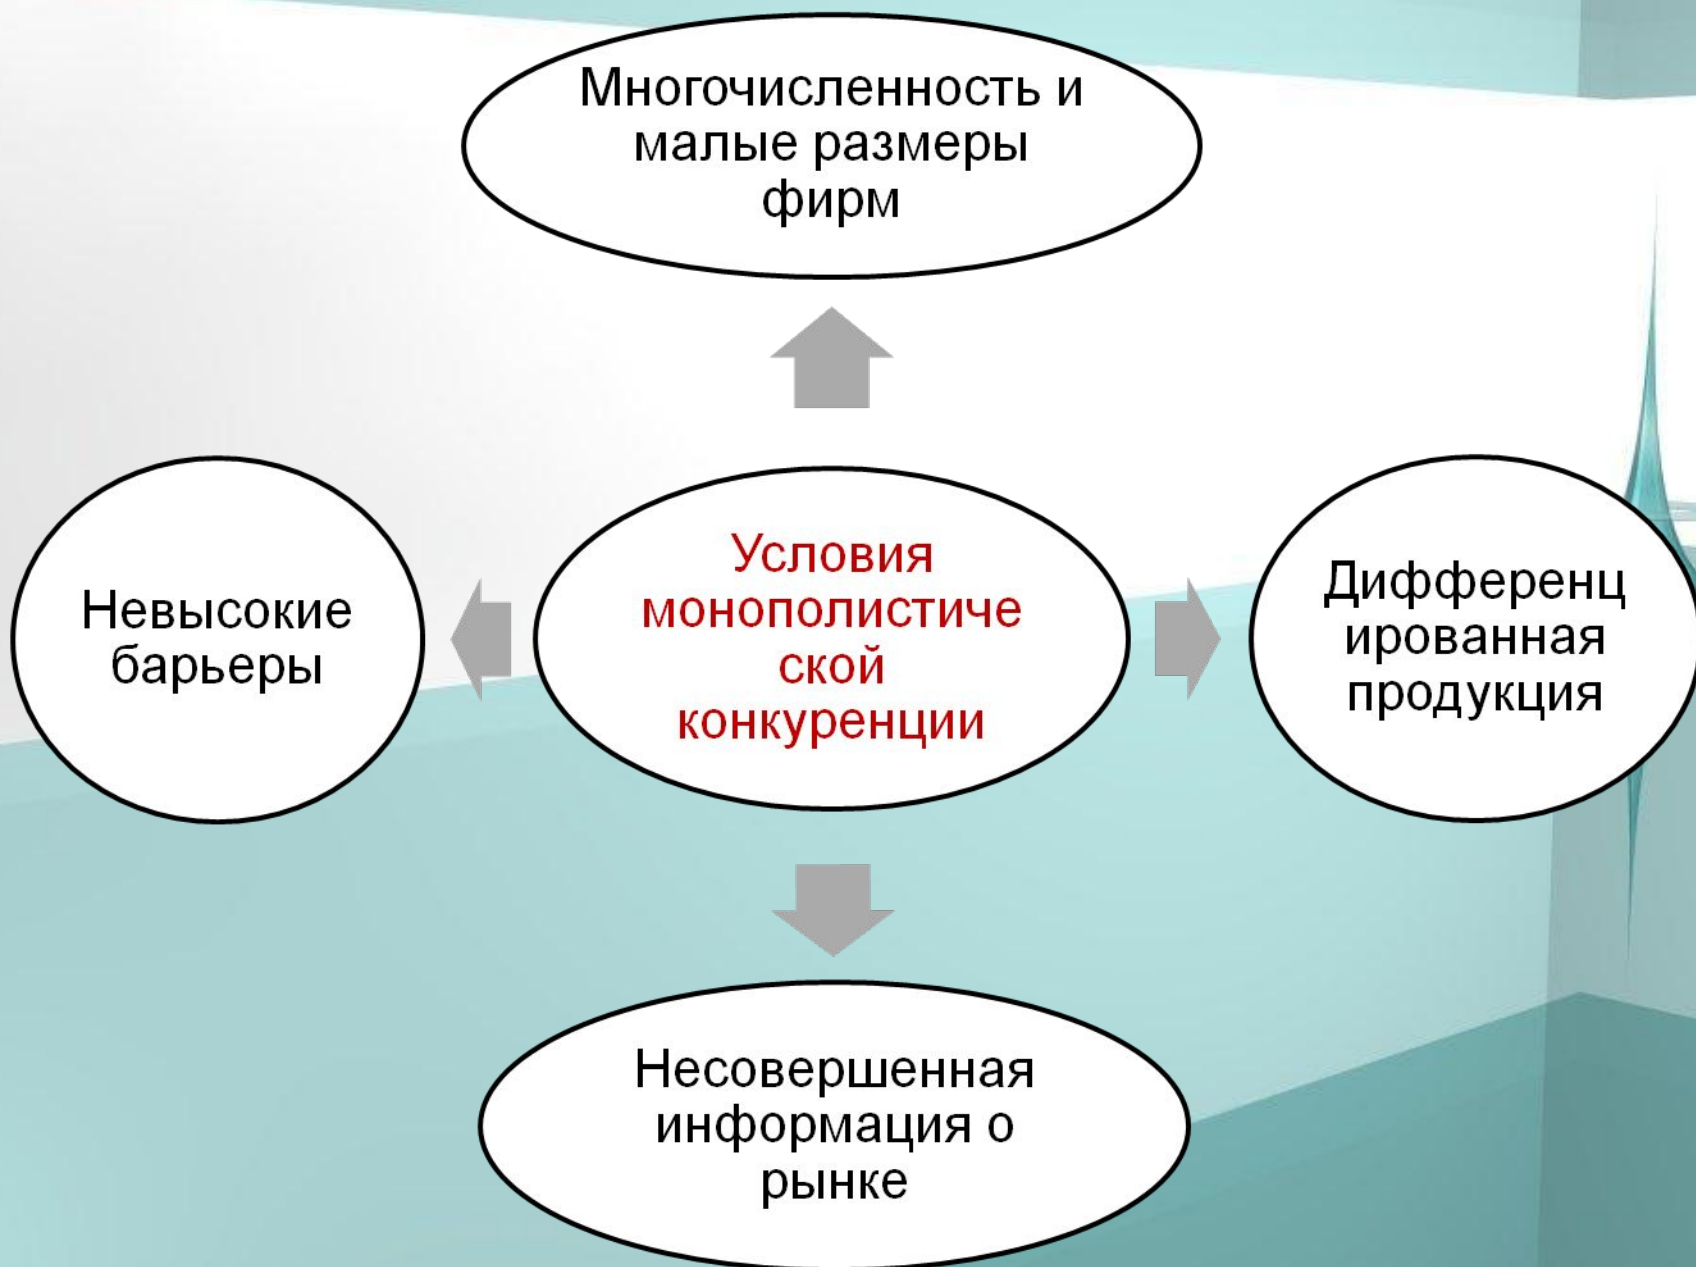 Многочисленность и
малые размеры
фирм
Невысокие
барьеры
Условия
монополистиче
ской
конкуренции
Дифференц
ированная
продукция
Несовершенная
информация о
рынке